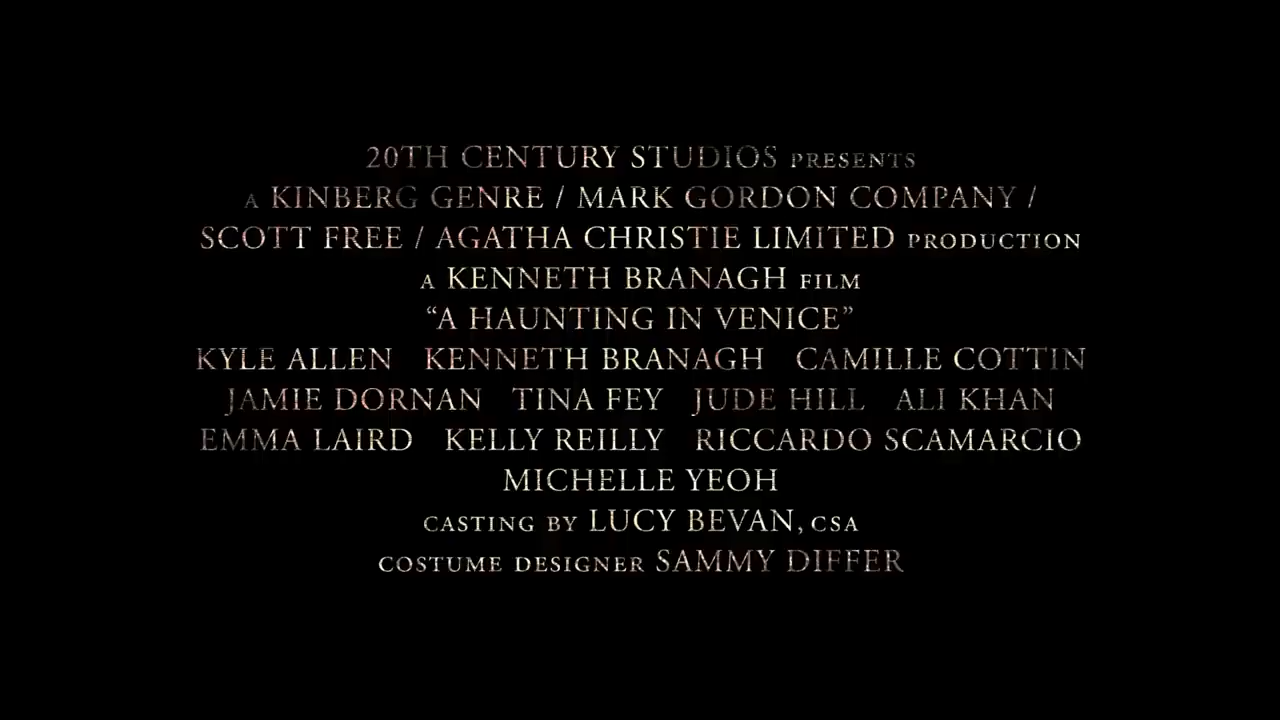 20TH CENTURY STUDIOS PRESENTS
A KINBERG GENRE / MARK GORDON COMPANY /
SCOTT FREE / AGATHA CHRISTIE LIMITED PRODUCTION
A KENNETH BRANAGH FILM
“A HAUNTING IN VENICE”
KYLE ALLEN KENNETH BRANAGH CAMILLE COTTIN
JAMIE DORNAN TINA FEY JUDE HILL ALI KHAN
EMMA LAIRD KELLY REILLY RICCARDO SCAMARCIO
MICHELLE YEOH
CASTING BY LUCY BEVAN, CSA
COSTUME DESIGNER SAMMY DIFFER